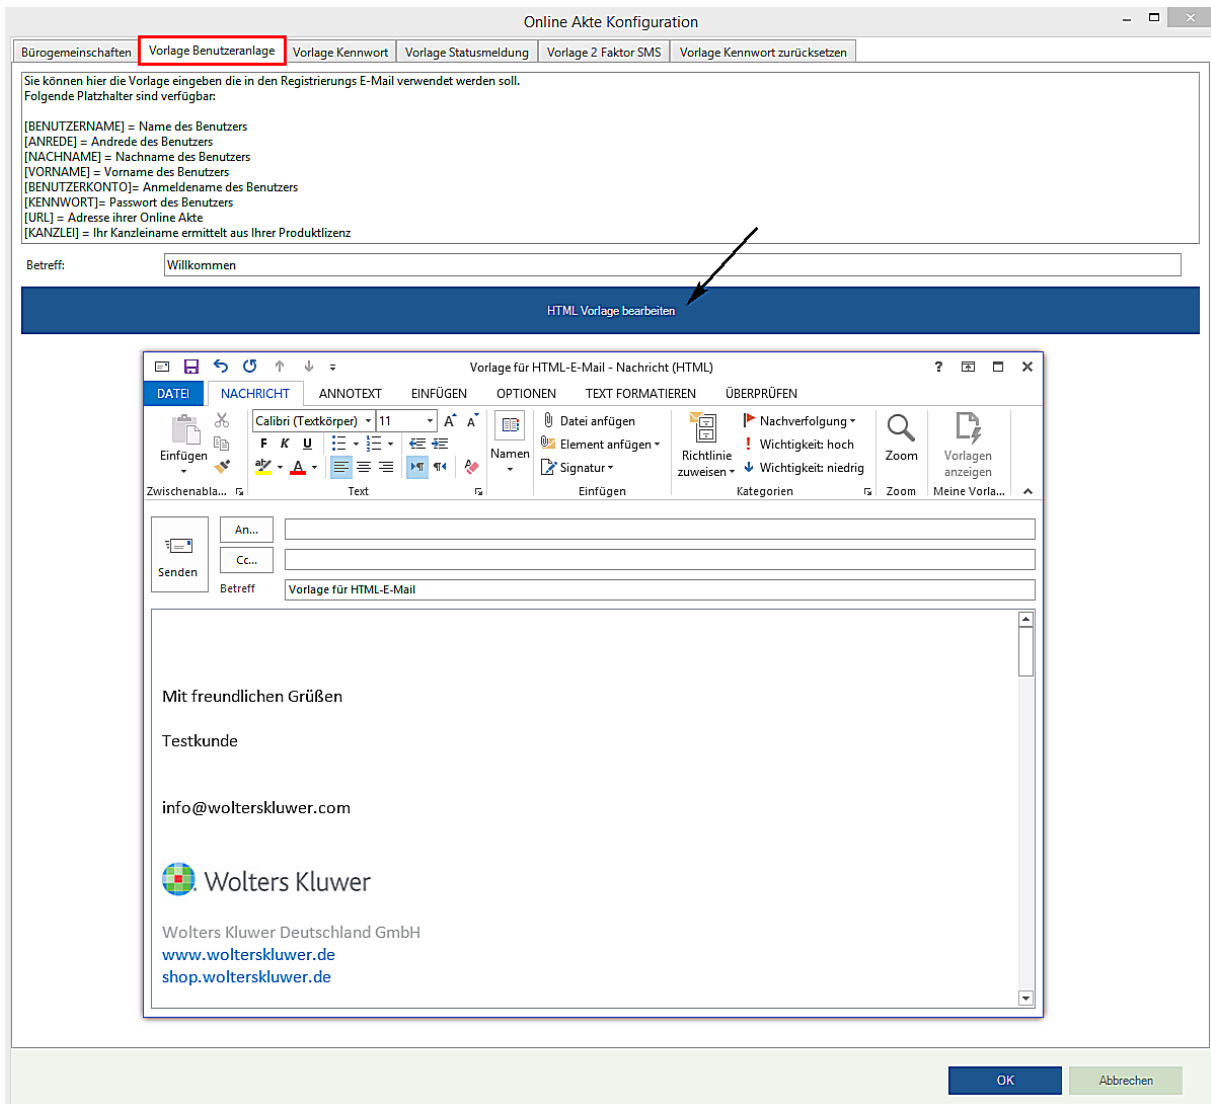 Online Akte Konfiguration
Bürogemeinschaften Vorlage Benutzeranlage Vorlage Kennwort Vorlage Statusmeldung Vorlage 2 Faktor SMS Vorlage Kennwort zurücksetzen
Sie können hier die Vorlage eingeben die in den Registrierungs E-Mail verwendet werden soll.
Folgende Platzhalter sind verfügbar:
[BENUTZERNAME] = Name des Benutzers
[ANREDE] = Andrede des Benutzers
[NACHNAME] = Nachname des Benutzers
[VORNAME] = Vorname des Benutzers
[BENUTZERKONTO]= Anmeldename des Benutzers
[KENNWORT]= Passwort des Benutzers
[URL] = Adresse ihrer Online Akte
[KANZLEI] = Ihr Kanzleiname ermittelt aus Ihrer Produktlizenz
Betreff: Willkommen
HTML Vorlage bearbeiten
Vorlage für HTML-E-Mail - Nachricht (HTML)
DATEI NACHRICHT ANNOTEXT EINFÜGEN OPTIONEN TEXT FORMATIEREN ÜBERPRÜFEN
Calibri (Textkörper) 11 A A Datei anfügen Nachverfolgung
F K U Element anfügen Wichtigkeit: hoch
Einfügen Namen Richtlinie Zoom Vorlagen
aby A Signatur zuweisen Wichtigkeit: niedrig anzeigen
Zwischenabla... Text Einfügen Kategorien Zoom Meine Vorla...
An...
Cc...
Senden
Betreff Vorlage für HTML-E-Mail
Mit freundlichen Grüßen
Testkunde
info@wolterskluwer.com
Wolters Kluwer
Wolters Kluwer Deutschland GmbH
www.wolterskluwer.de
shop.wolterskluwer.de
OK Abbrechen